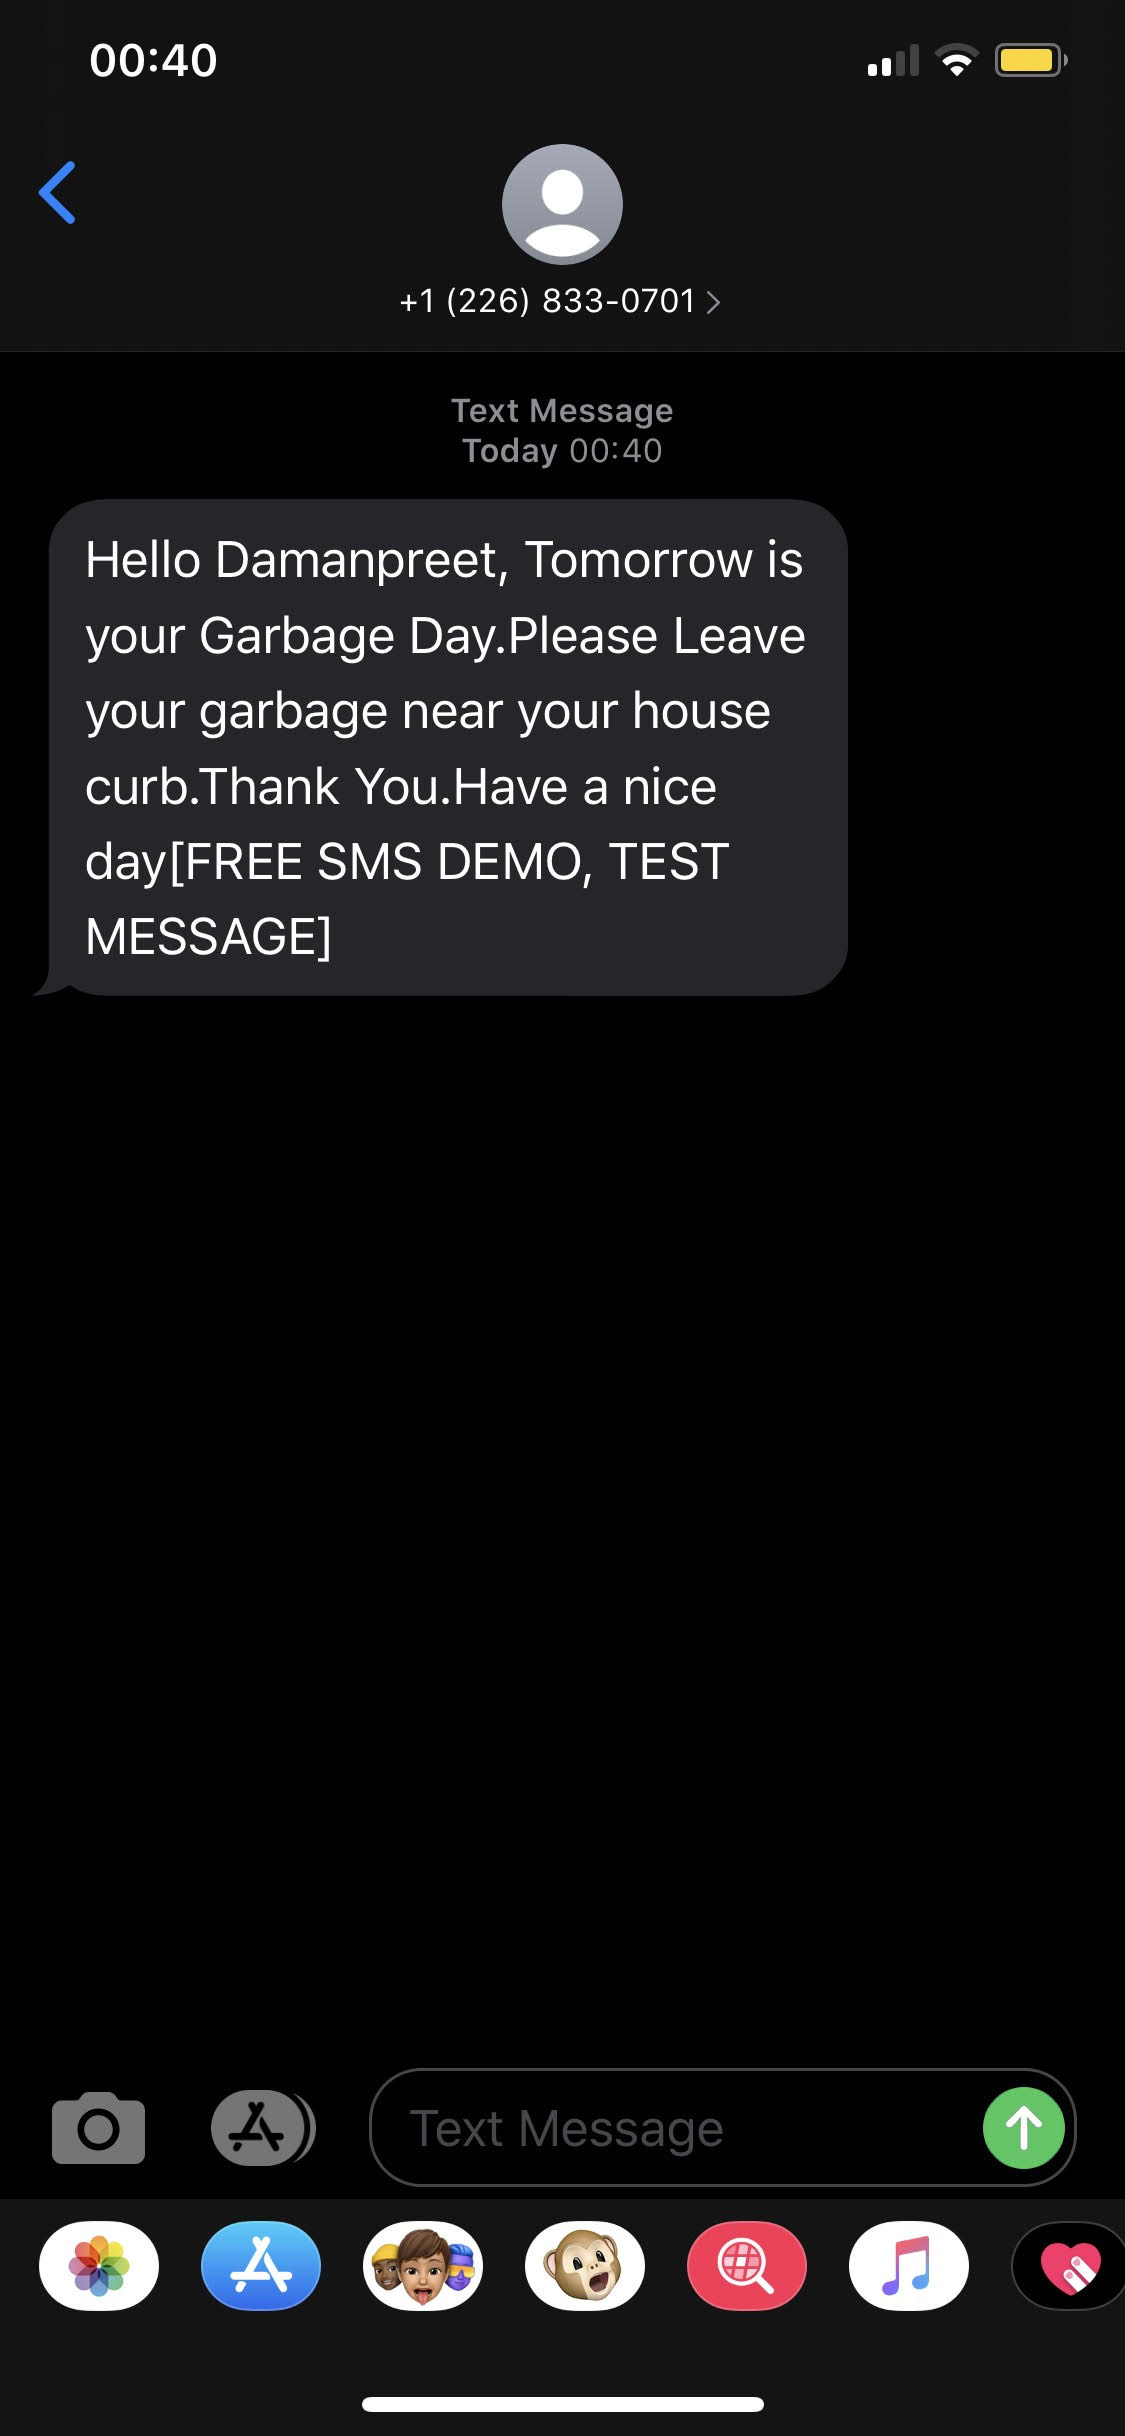 00:40
+1 (226) 833-0701
Text Message
Today 00:40
Hello Damanpreet, Tomorrow is
your Garbage Day.Please Leave
your garbage near your house
curb.Thank You.Have a nice
day[FREE SMS DEMO, TEST
MESSAGE]
Text Message